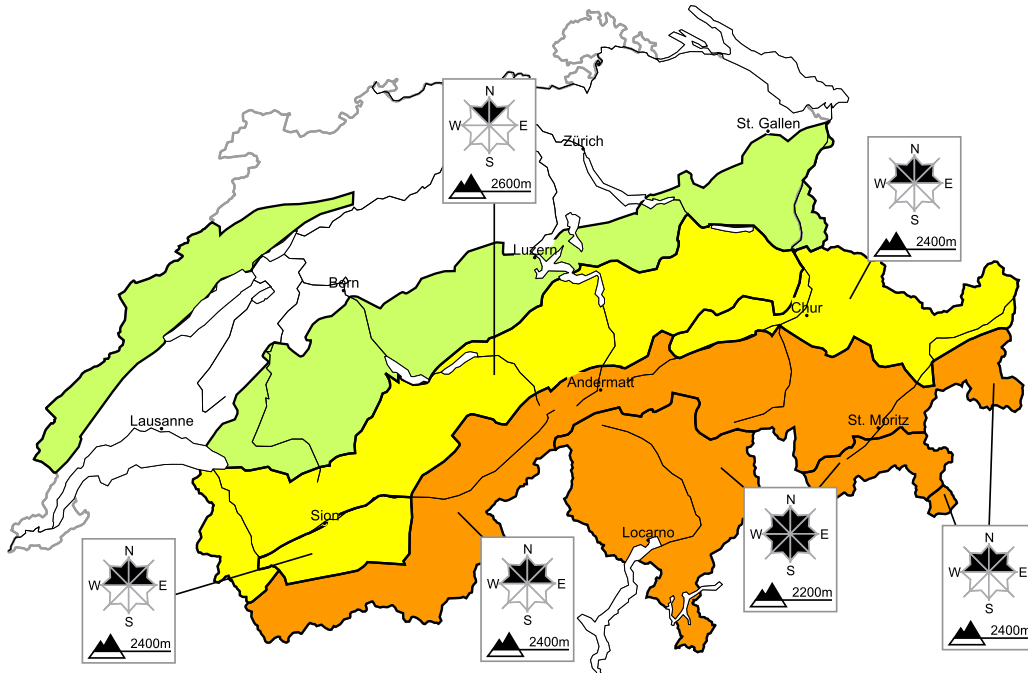 N
W E
S
2600m
St. Gallen
Zürich
N
W E
S
2400m
Luzern
Bern
Chur
Andermatt
Lausanne
St. Moritz
Sion
Locarno
N
W E
S
2400m
N
W E
S
2400m
N
W E
S
2200m
N
W E
S
2400m